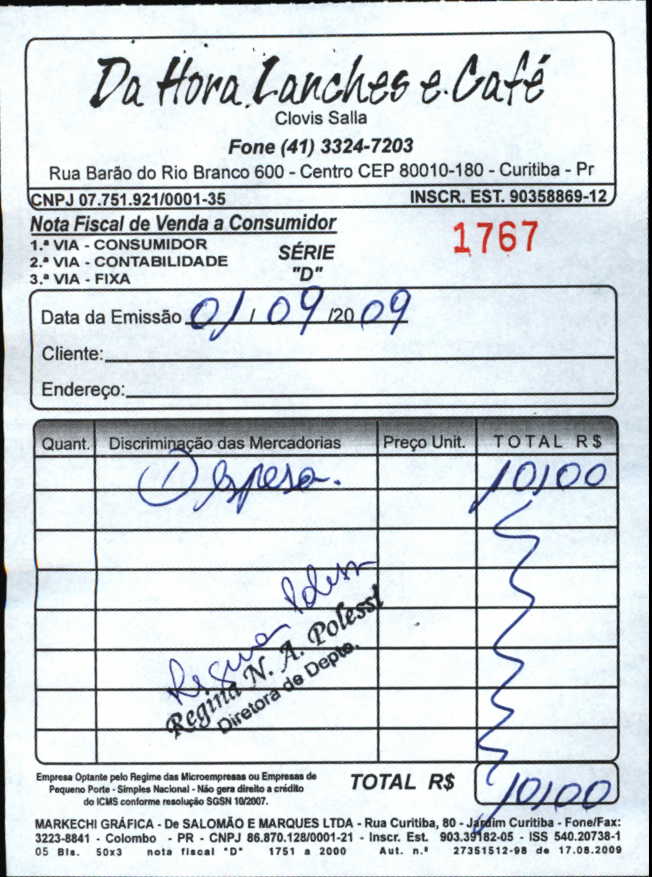 Da Hora Lanches e Café
Clovis Salla
Fone (41) 3324-7203
Rua Barão do Rio Branco 600 - Centro CEP 80010-180 - Curitiba - Pr
CNPJ 07.751.921/0001-35 INSCR. EST. 90358869-12
Nota Fiscal de Venda a Consumidor
1.ª VIA - CONSUMIDOR
2.ª VIA - CONTABILIDADE
3.ª VIA - FIXA
SÉRIE
"D"
1767
Data da Emissão 01/09/2009
Cliente:
Endereço:
Quant. Discriminação das Mercadorias Preço Unit. TOTAL R$
Despesa. 10,00
Regina Polessi
Regina N. A. Polessi
Diretora de Depto.
Empresa Optante pelo Regime das Microempresas ou Empresas de
Pequeno Porte - Simples Nacional - Não gera direito a crédito
do ICMS conforme resolução SGSN 10/2007.
TOTAL R$ 10,00
MARKECHI GRÁFICA - De SALOMÃO E MARQUES LTDA - Rua Curitiba, 80 - Jardim Curitiba - Fone/Fax:
3223-8841 - Colombo - PR - CNPJ 86.870.128/0001-21 - Inscr. Est. 903.39182-05 - ISS 540.20738-1
05 Bls. 50x3 nota fiscal "D" 1751 a 2000 Aut. n.º 27351512-98 de 17.08.2009